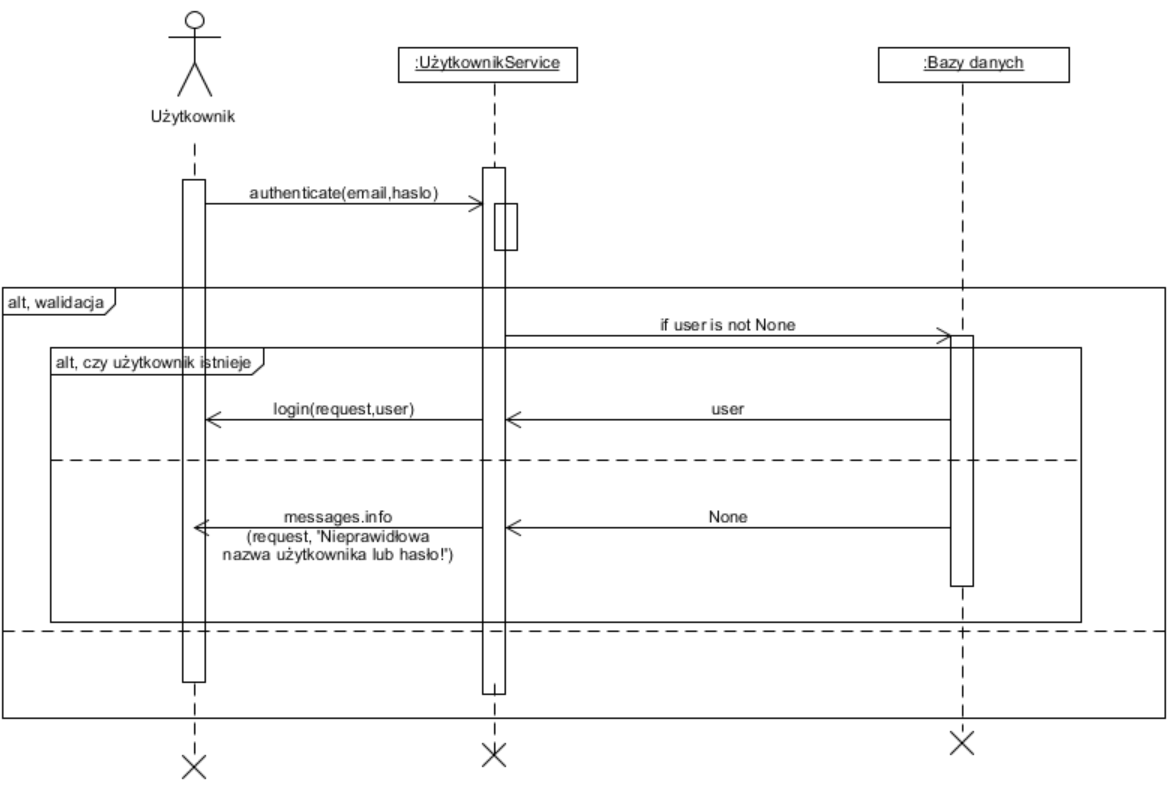 Użytkownik
:UżytkownikService
:Bazy danych
authenticate(email,haslo)
alt, walidacja
if user is not None
alt, czy użytkownik istnieje
login(request,user)
user
messages.info
(request, 'Nieprawidłowa
nazwa użytkownika lub hasło!')
None